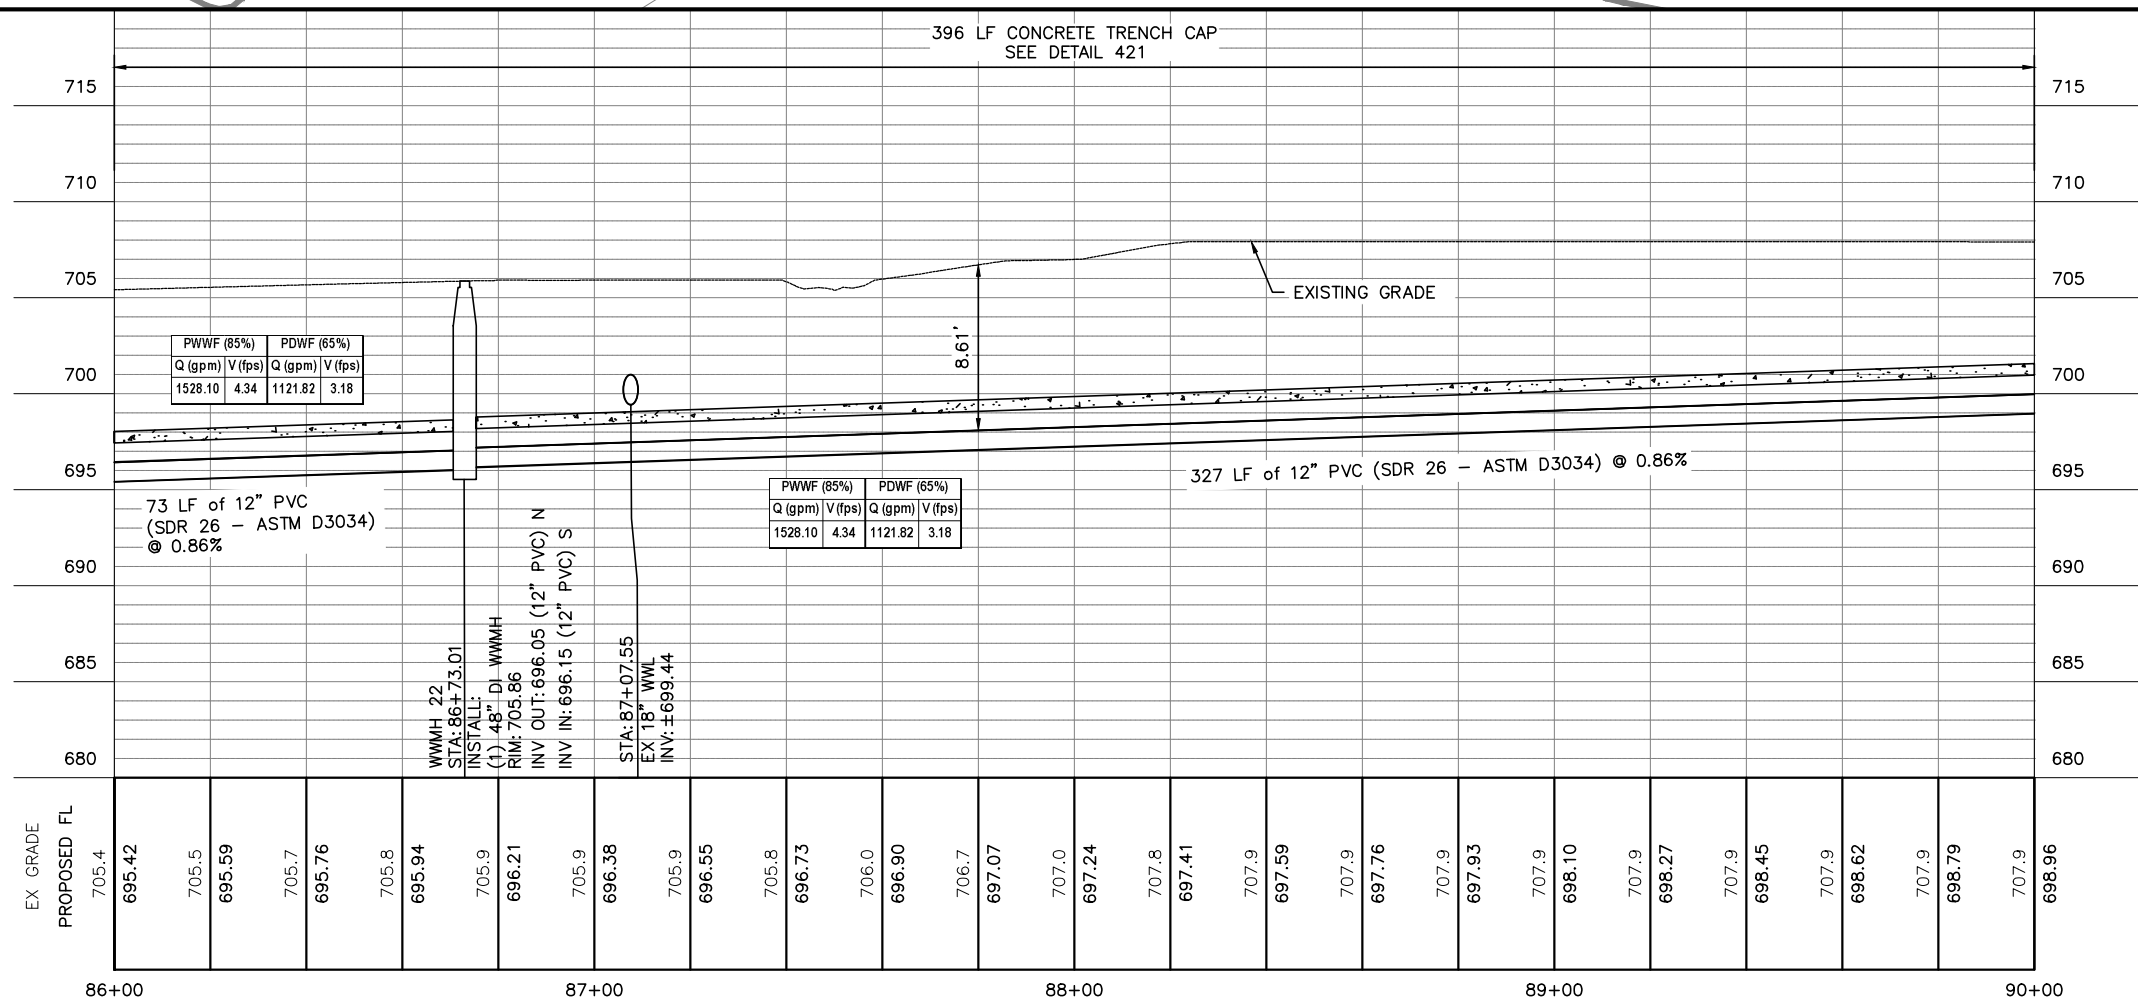 396 LF CONCRETE TRENCH CAP
SEE DETAIL 421
715
715
710
710
705
705
EXISTING GRADE
8.61'
PWWF (85%) PDWF (65%)
Q (gpm) V (fps) Q (gpm) V (fps)
1528.10 4.34 1121.82 3.18
700
700
695
695
327 LF of 12" PVC (SDR 26 – ASTM D3034) @ 0.86%
PWWF (85%) PDWF (65%)
Q (gpm) V (fps) Q (gpm) V (fps)
1528.10 4.34 1121.82 3.18
73 LF of 12" PVC
(SDR 26 – ASTM D3034)
@ 0.86%
690
690
685
685
680
680
WWMH 22
STA: 86+73.01
INSTALL:
(1) 48" DI WWMH
RIM: 705.86
INV OUT: 696.05 (12" PVC) N
INV IN: 696.15 (12" PVC) S
STA: 87+07.55
EX 18" WWL
INV: ±699.44
EX GRADE
PROPOSED FL
705.4
695.42
705.5
695.59
705.7
695.76
705.8
695.94
705.9
696.21
705.9
696.38
705.9
696.55
705.8
696.73
706.0
696.90
706.7
697.07
707.0
697.24
707.8
697.41
707.9
697.59
707.9
697.76
707.9
697.93
707.9
698.10
707.9
698.27
707.9
698.45
707.9
698.62
707.9
698.79
707.9
698.96
86+00
87+00
88+00
89+00
90+00